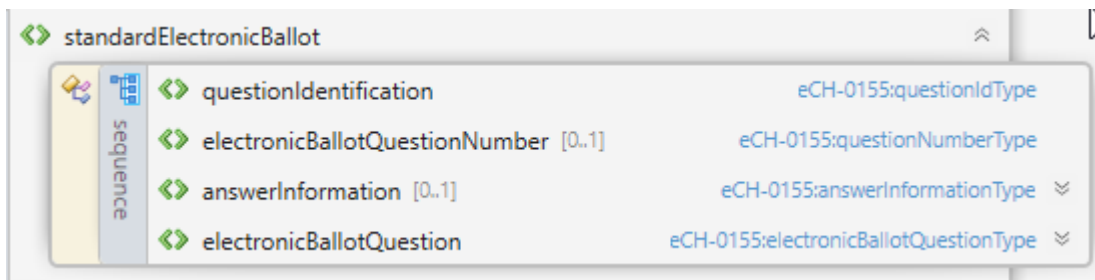 standardElectronicBallot
sequence
questionIdentification eCH-0155:questionIdType
electronicBallotQuestionNumber [0..1] eCH-0155:questionNumberType
answerInformation [0..1] eCH-0155:answerInformationType
electronicBallotQuestion eCH-0155:electronicBallotQuestionType